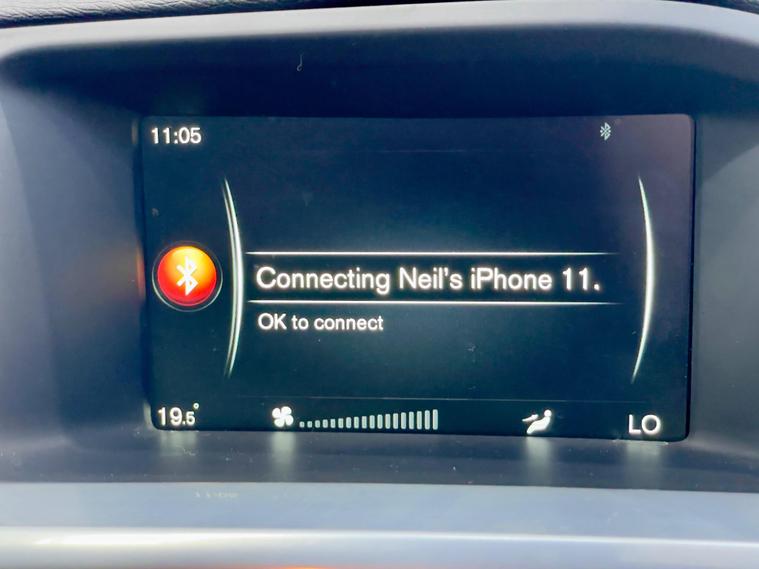 11:05
Connecting Neil's iPhone 11.
OK to connect
19.5°
LO